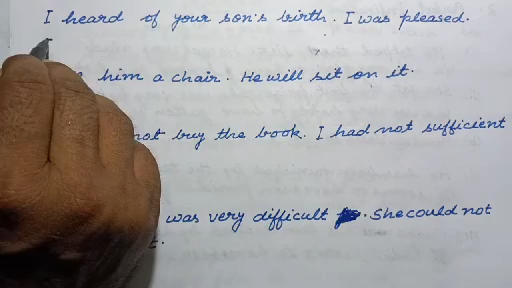 I heard of your son's birth. I was pleased.
him a chair. He will sit on it.
not buy the book. I had not sufficient
was very difficult. She could not